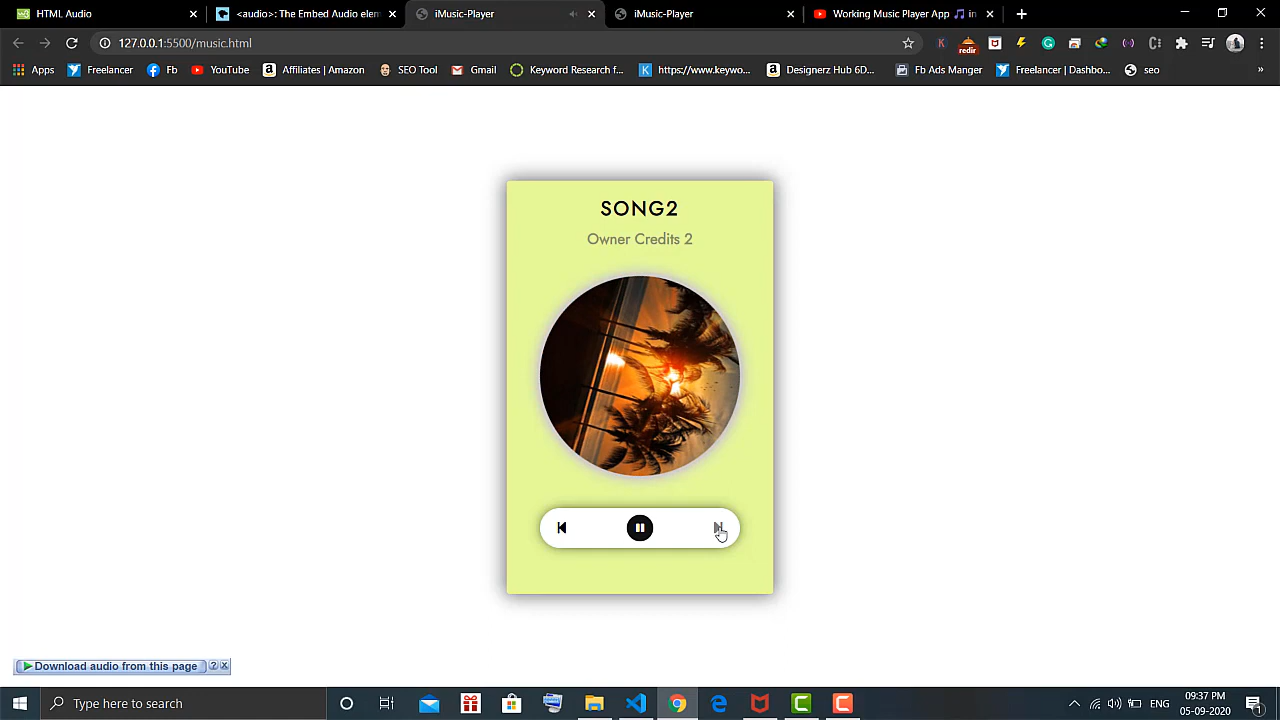 HTML Audio
<audio>: The Embed Audio elem
iMusic-Player
iMusic-Player
Working Music Player App 🎵 in
127.0.0.1:5500/music.html
redir
Apps
Freelancer
Fb
YouTube
Affiliates | Amazon
SEO Tool
Gmail
Keyword Research f...
https://www.keywo...
Designerz Hub 6D...
Fb Ads Manger
Freelancer | Dashbo...
seo
»
SONG2
Owner Credits 2
Download audio from this page
? x
Type here to search
ENG
09:37 PM
05-09-2020
1